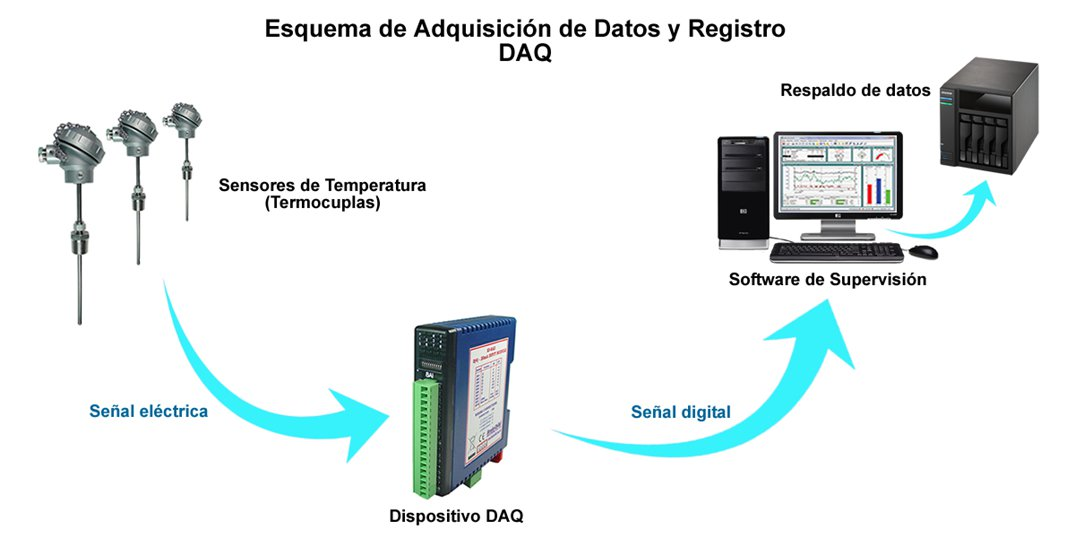 Esquema de Adquisición de Datos y Registro
DAQ
Respaldo de datos
Sensores de Temperatura
(Termocuplas)
Software de Supervisión
Señal eléctrica
8AI
Señal digital
Dispositivo DAQ